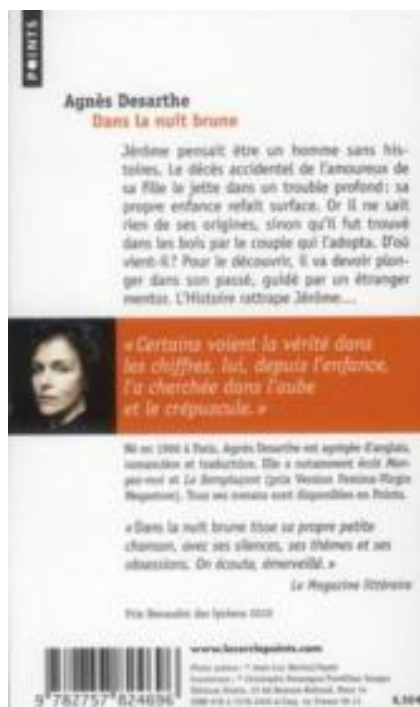 POINTS
Agnès Desarthe
Dans la nuit brune
Jérôme pensait être un homme sans his-
toires. Le décès accidentel de l'amoureux de
sa fille le jette dans un trouble profond : sa
propre enfance refait surface. Or il ne sait
rien de ses origines, sinon qu'il fut trouvé
dans les bois par le couple qui l'adopta. D'où
vient-il ? Pour le découvrir, il va devoir plon-
ger dans son passé, guidé par un étranger
mentor. L'Histoire rattrape Jérôme…
« Certains voient la vérité dans
les chiffres, lui, depuis l'enfance,
l'a cherchée dans l'aube
et le crépuscule. »
à Paris, Agnès Desarthe est agrégée d'anglais,
romancière et traductrice. Elle a notamment écrit Man-
gez-moi et Le Remplaçant (prix Version Femina-Virgin
Megastore). Tous ses romans sont disponibles en Points.
« Dans la nuit brune tisse sa propre petite
chanson, avec ses silences, ses thèmes et ses
obsessions. On écoute, émerveillé. »
Le Magazine littéraire
Prix Renaudot des lycéens 2010
www.lecerclepoints.com
9 782757 824696